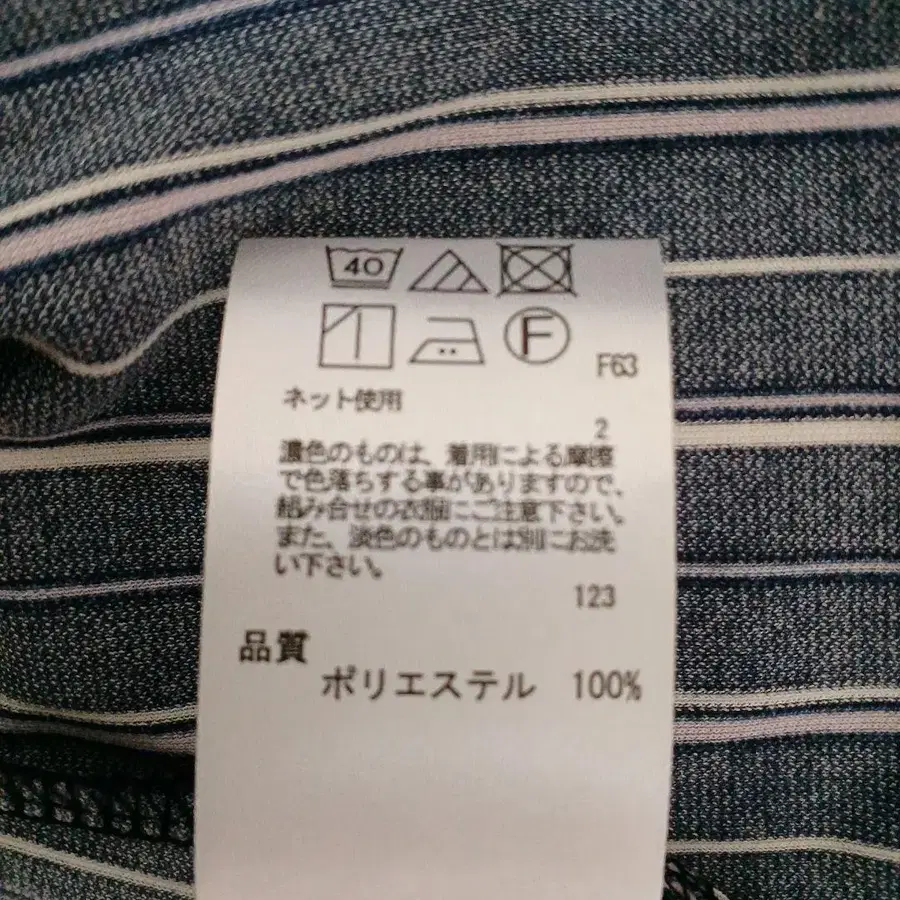 40
F
F63
ネット使用
2
濃色のものは、着用による摩擦
で色落ちする事がありますので、
組み合せの衣服にご注意下さい。
また、淡色のものとは別にお洗
い下さい。
123
品質
ポリエステル 100%